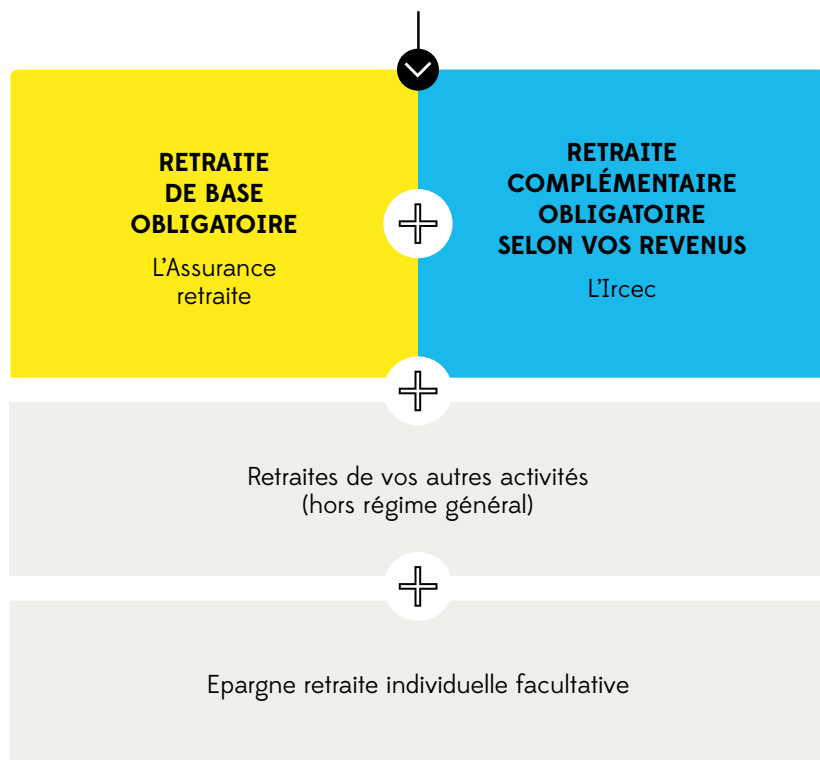 RETRAITE
DE BASE
OBLIGATOIRE
L'Assurance
retraite
RETRAITE
COMPLÉMENTAIRE
OBLIGATOIRE
SELON VOS REVENUS
L'Ircec
Retraites de vos autres activités
(hors régime général)
Epargne retraite individuelle facultative